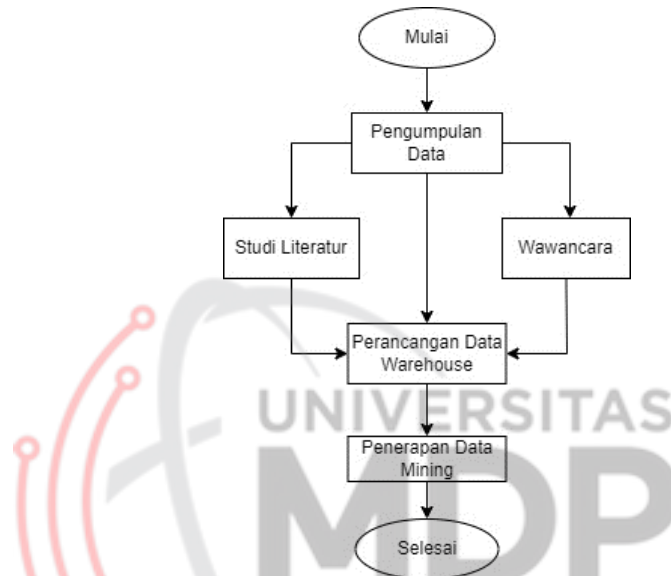 Mulai
Pengumpulan
Data
Studi Literatur
Wawancara
Perancangan Data
Warehouse
UNIVERSITAS
MDP
Penerapan Data
Mining
Selesai